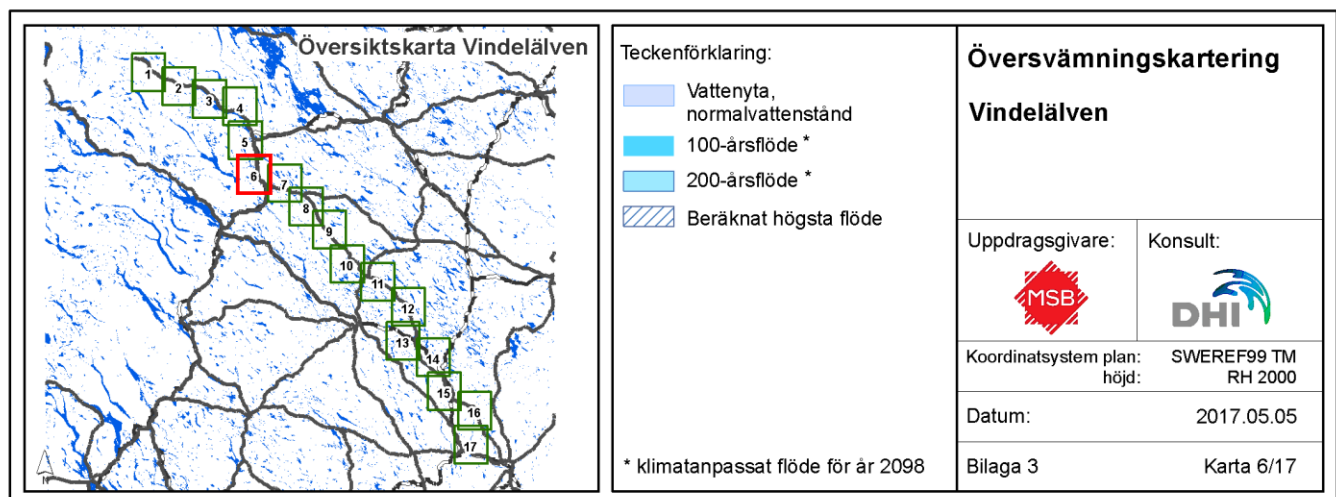 Översiktskarta Vindelälven
1
2
3
4
5
6
7
8
9
10
11
12
13
14
15
16
17
N
Teckenförklaring:
Vattenyta,
normalvattenstånd
100-årsflöde *
200-årsflöde *
Beräknat högsta flöde
* klimatanpassat flöde för år 2098
Översvämningskartering
Vindelälven
Uppdragsgivare:
MSB
Konsult:
DHI
Koordinatsystem plan: SWEREF99 TM
höjd: RH 2000
Datum: 2017.05.05
Bilaga 3 Karta 6/17